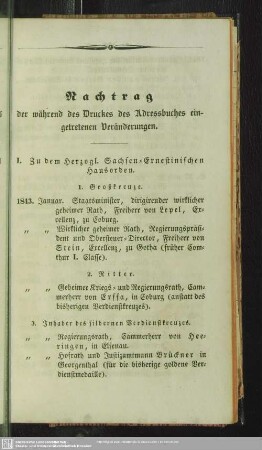 Nachtrag
der während des Druckes des Adressbuches ein-
getretenen Veränderungen.
I. Zu dem Herzogl. Sachsen-Ernestinischen
Hausorden.
1. Großkreuze.
1843. Januar. Staatsminister, dirigirender wirklicher
geheimer Rath, Freiherr von Lepel, Ex-
cellenz, zu Coburg.
„ „ Wirklicher geheimer Rath, Regierungspräsi-
dent und Obersteuer-Director, Freiherr von
Stein, Excellenz, zu Gotha (früher Com-
thur I. Classe).
2. Ritter.
„ „ Geheimer Kriegs- und Regierungsrath, Cam-
merherr von Erffa, in Coburg (anstatt des
bisherigen Verdienstkreuzes).
3. Inhaber des silbernen Verdienstkreuzes.
„ „ Regierungsrath, Cammerherr von Hee-
ringen, in Elsenau.
„ „ Hofrath und Justizamtmann Brückner in
Georgenthal (für die bisherige goldene Ver-
dienstmedaille).